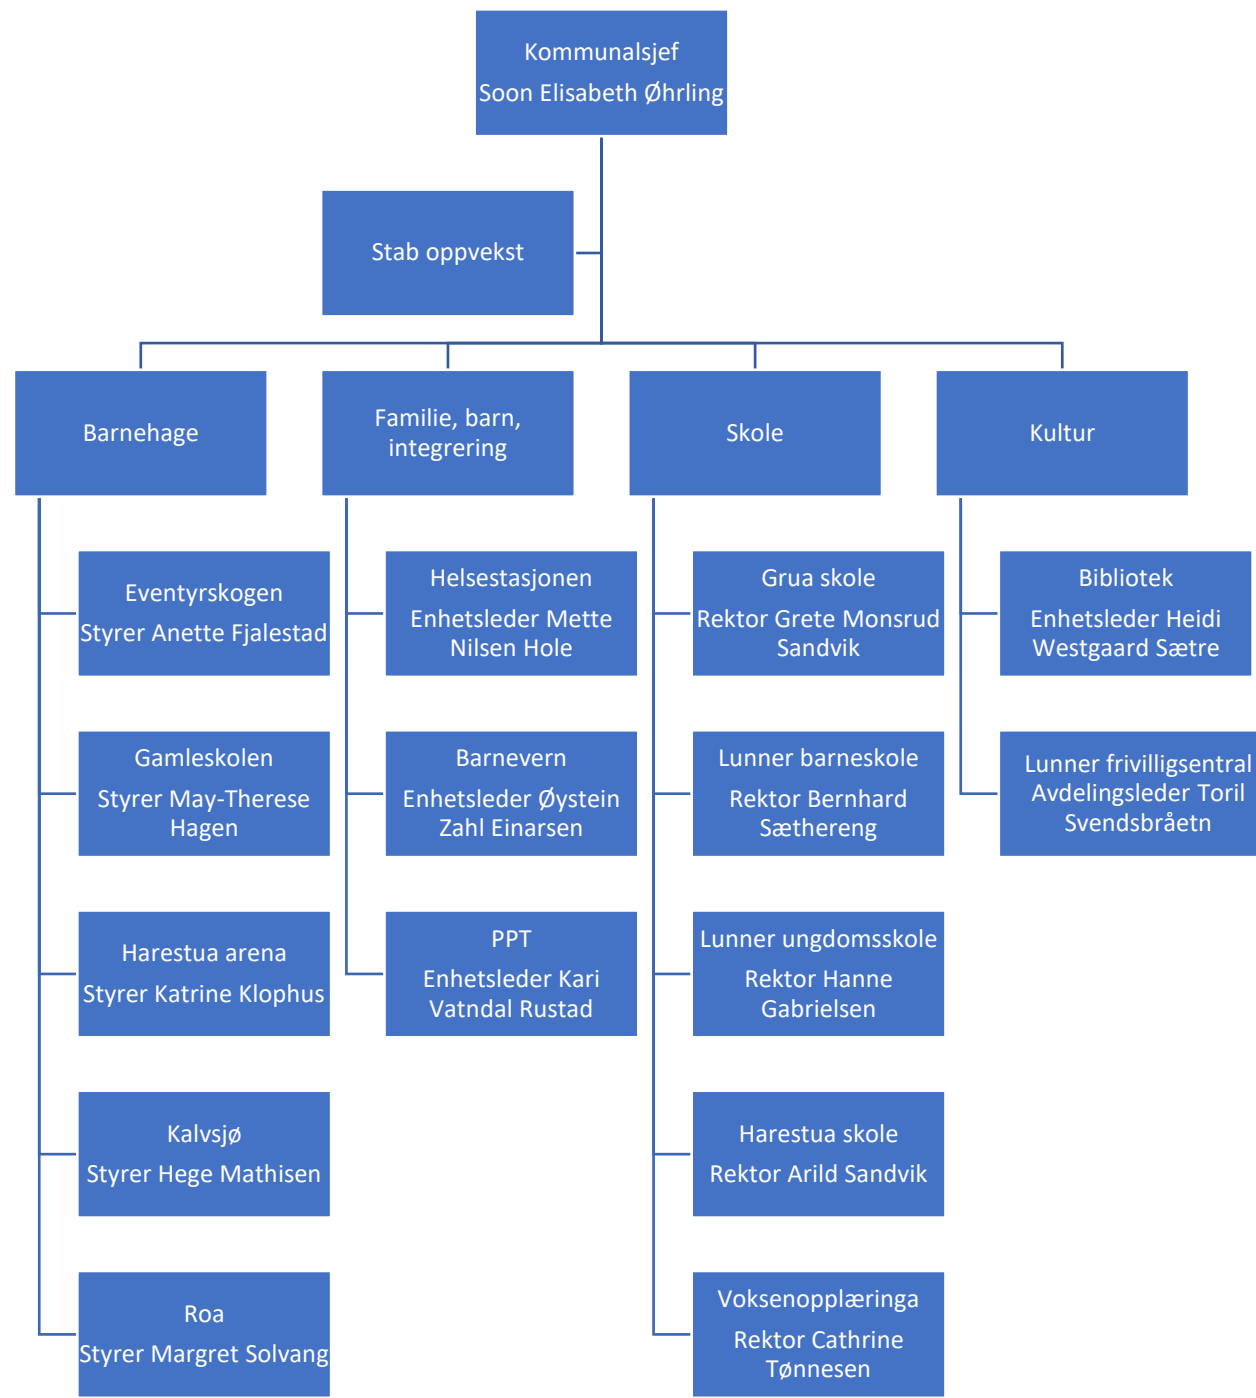 Kommunalsjef
Soon Elisabeth Øhrling
Stab oppvekst
Barnehage
Familie, barn,
integrering
Skole
Kultur
Eventyrskogen
Styrer Anette Fjalestad
Gamleskolen
Styrer May-Therese
Hagen
Harestua arena
Styrer Katrine Klophus
Kalvsjø
Styrer Hege Mathisen
Roa
Styrer Margret Solvang
Helsestasjonen
Enhetsleder Mette
Nilsen Hole
Barnevern
Enhetsleder Øystein
Zahl Einarsen
PPT
Enhetsleder Kari
Vatndal Rustad
Grua skole
Rektor Grete Monsrud
Sandvik
Lunner barneskole
Rektor Bernhard
Sæthereng
Lunner ungdomsskole
Rektor Hanne
Gabrielsen
Harestua skole
Rektor Arild Sandvik
Voksenopplæringa
Rektor Cathrine
Tønnesen
Bibliotek
Enhetsleder Heidi
Westgaard Sætre
Lunner frivilligsentral
Avdelingsleder Toril
Svendsbråetn